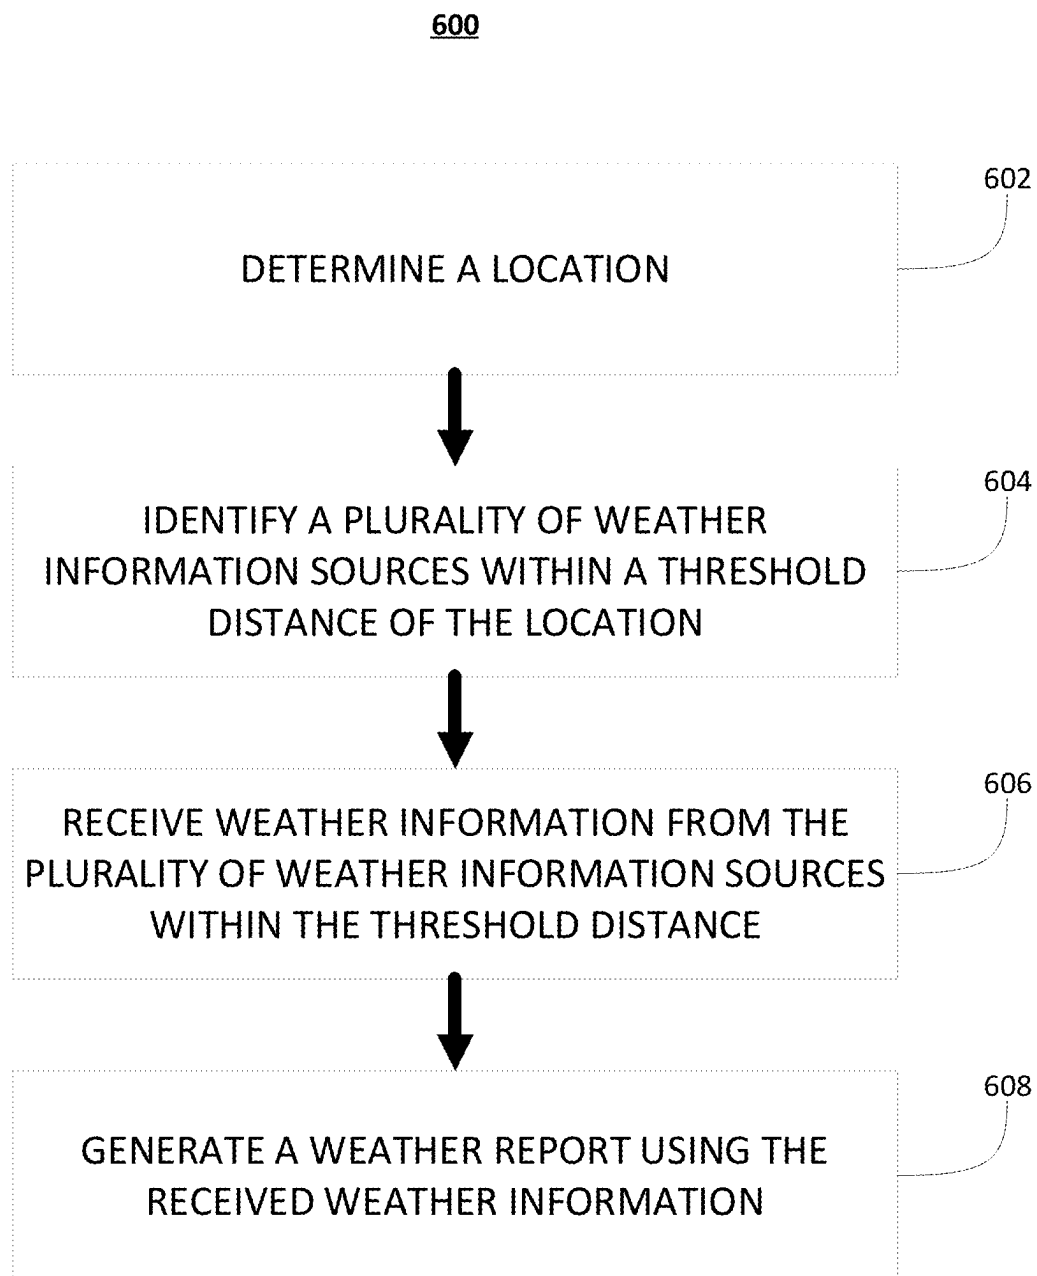 600
602
DETERMINE A LOCATION
604
IDENTIFY A PLURALITY OF WEATHER
INFORMATION SOURCES WITHIN A THRESHOLD
DISTANCE OF THE LOCATION
606
RECEIVE WEATHER INFORMATION FROM THE
PLURALITY OF WEATHER INFORMATION SOURCES
WITHIN THE THRESHOLD DISTANCE
608
GENERATE A WEATHER REPORT USING THE
RECEIVED WEATHER INFORMATION